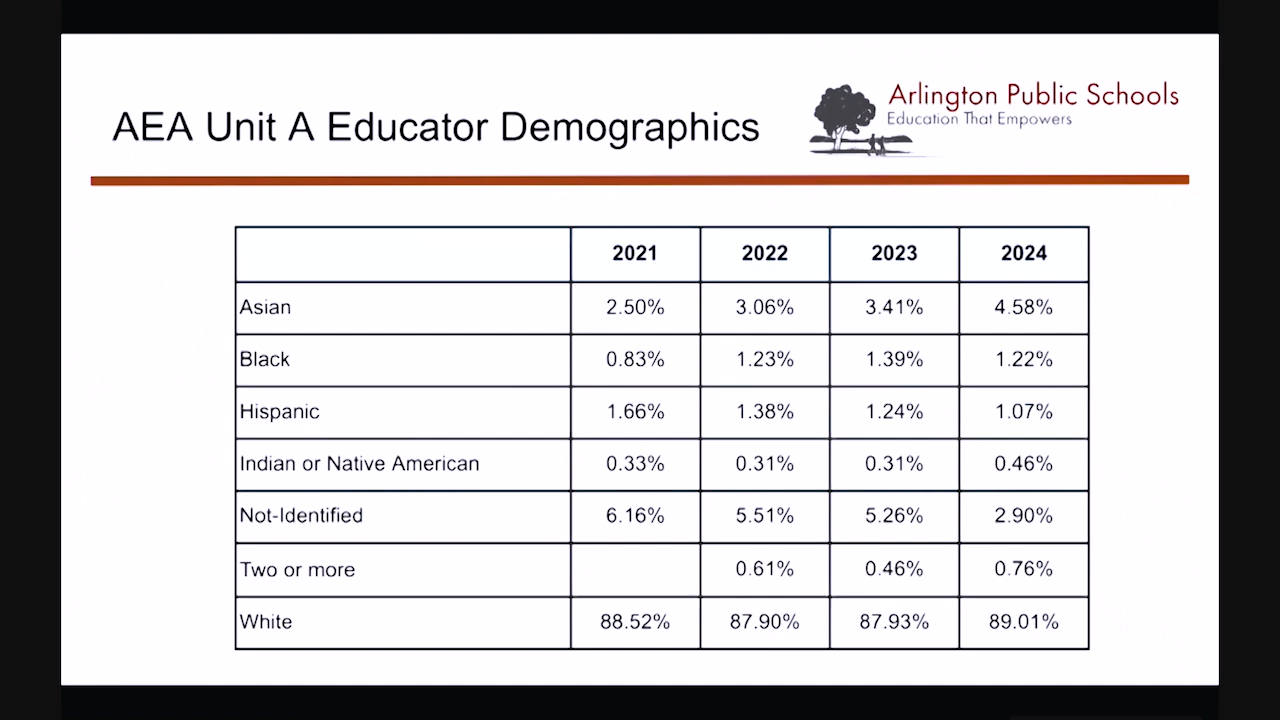 AEA Unit A Educator Demographics
Arlington Public Schools
Education That Empowers
2021 2022 2023 2024
Asian 2.50% 3.06% 3.41% 4.58%
Black 0.83% 1.23% 1.39% 1.22%
Hispanic 1.66% 1.38% 1.24% 1.07%
Indian or Native American 0.33% 0.31% 0.31% 0.46%
Not-Identified 6.16% 5.51% 5.26% 2.90%
Two or more 0.61% 0.46% 0.76%
White 88.52% 87.90% 87.93% 89.01%